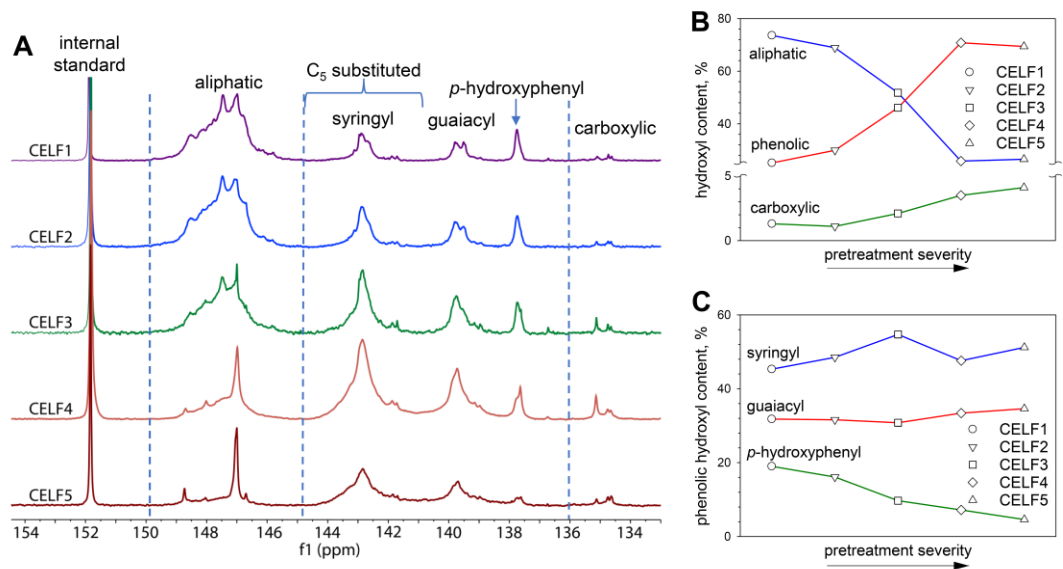 A
internal
standard
aliphatic
C5 substituted
syringyl
guaiacyl
p-hydroxyphenyl
carboxylic
CELF1
CELF2
CELF3
CELF4
CELF5
154 152 150 148 146 144 142 140 138 136 134
f1 (ppm)
B
hydroxyl content, %
80
60
40
5
0
aliphatic
phenolic
carboxylic
CELF1
CELF2
CELF3
CELF4
CELF5
pretreatment severity
C
phenolic hydroxyl content, %
60
40
20
0
syringyl
guaiacyl
p-hydroxyphenyl
CELF1
CELF2
CELF3
CELF4
CELF5
pretreatment severity